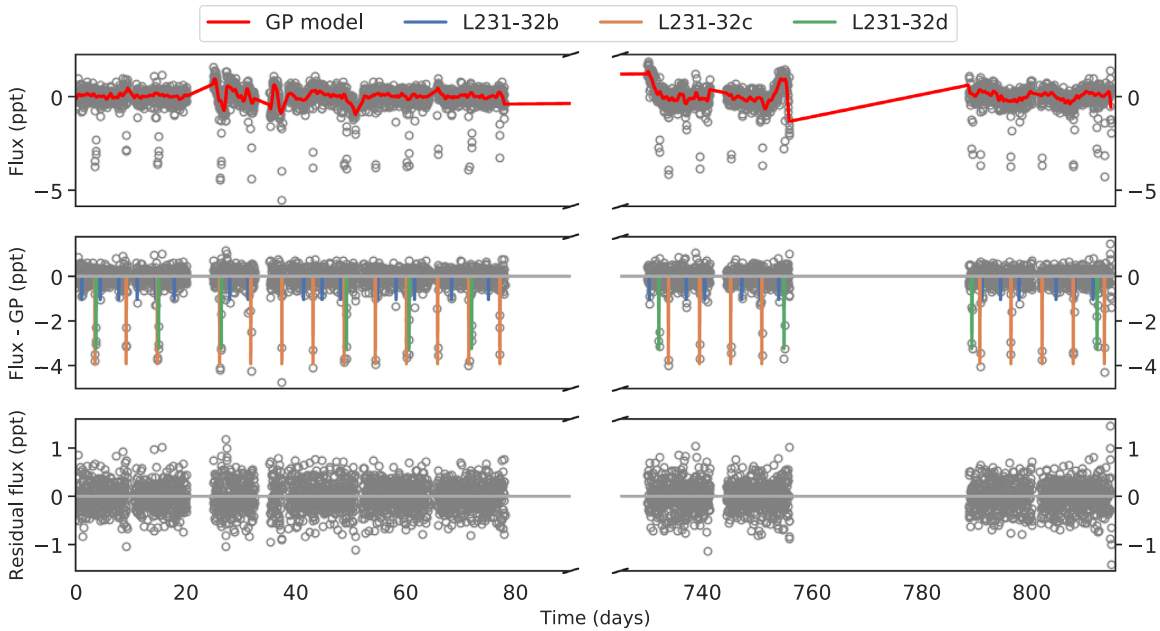 GP model L231-32b L231-32c L231-32d
Flux (ppt)
0
−5
0
−5
Flux - GP (ppt)
0
−2
−4
0
−2
−4
Residual flux (ppt)
1
0
−1
1
0
−1
0 20 40 60 80 740 760 780 800
Time (days)